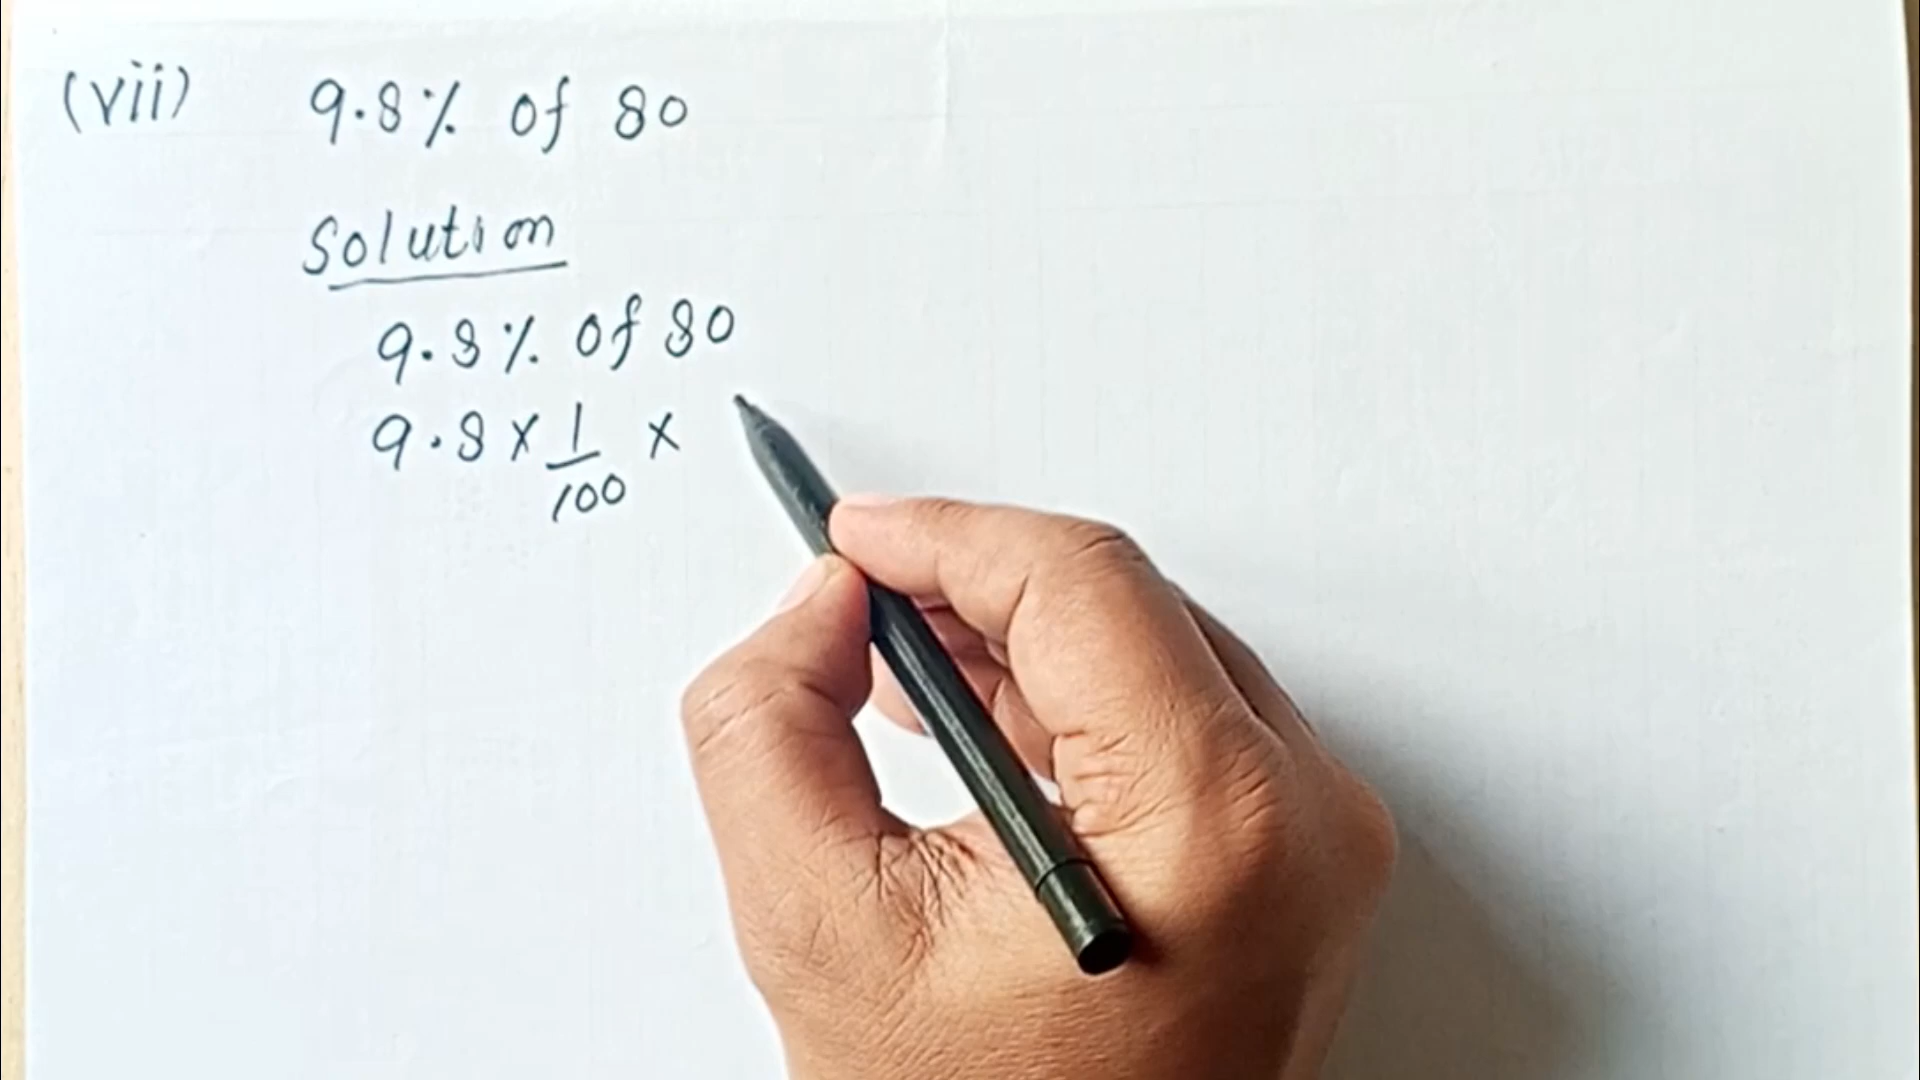 (vii) 9.8% of 80
Solution
9.8% of 80
9.8 × 1/100 ×